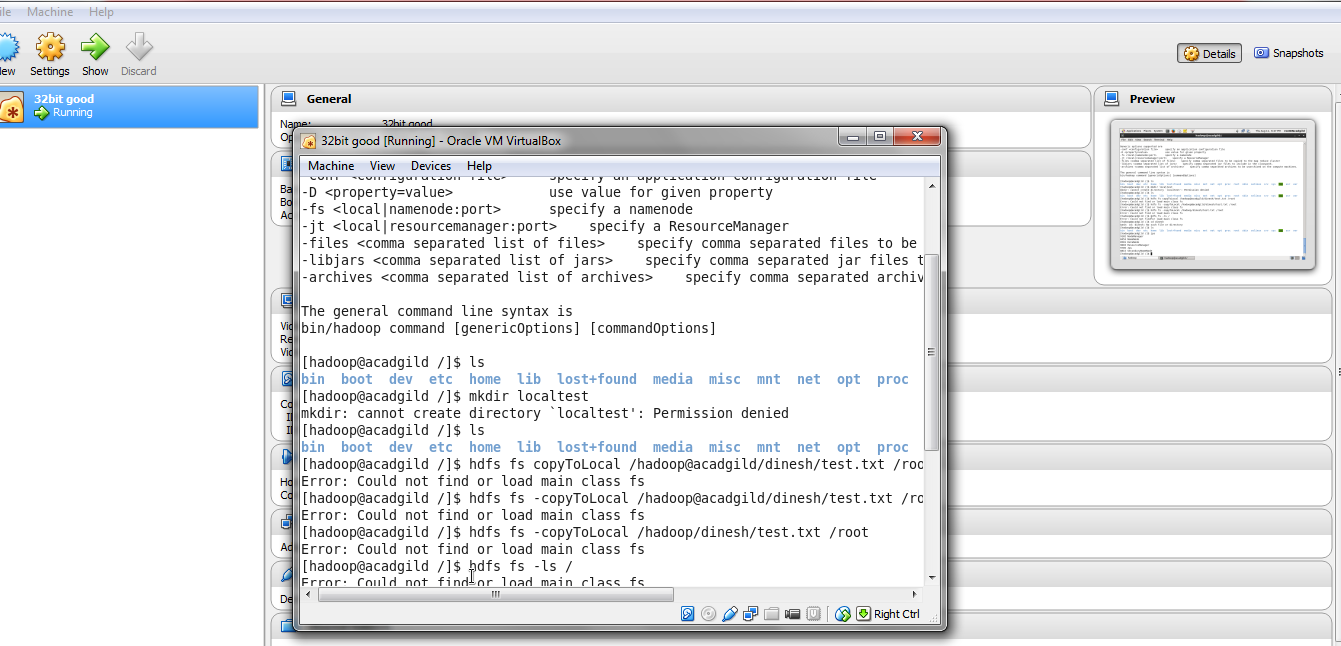 Machine Help
Settings Show Discard
Details Snapshots
32bit good
Running
General
Name: 32bit good
Preview
32bit good [Running] - Oracle VM VirtualBox
Machine View Devices Help
-D <property=value> use value for given property
-fs <local|namenode:port> specify a namenode
-jt <local|resourcemanager:port> specify a ResourceManager
-files <comma separated list of files> specify comma separated files to be
-libjars <comma separated list of jars> specify comma separated jar files t
-archives <comma separated list of archives> specify comma separated archiv
The general command line syntax is
bin/hadoop command [genericOptions] [commandOptions]
[hadoop@acadgild /]$ ls
bin boot dev etc home lib lost+found media misc mnt net opt proc
[hadoop@acadgild /]$ mkdir localtest
mkdir: cannot create directory `localtest': Permission denied
[hadoop@acadgild /]$ ls
bin boot dev etc home lib lost+found media misc mnt net opt proc
[hadoop@acadgild /]$ hdfs fs copyToLocal /hadoop@acadgild/dinesh/test.txt /roo
Error: Could not find or load main class fs
[hadoop@acadgild /]$ hdfs fs -copyToLocal /hadoop@acadgild/dinesh/test.txt /ro
Error: Could not find or load main class fs
[hadoop@acadgild /]$ hdfs fs -copyToLocal /hadoop/dinesh/test.txt /root
Error: Could not find or load main class fs
[hadoop@acadgild /]$ hdfs fs -ls /
Error: Could not find or load main class fs
Right Ctrl